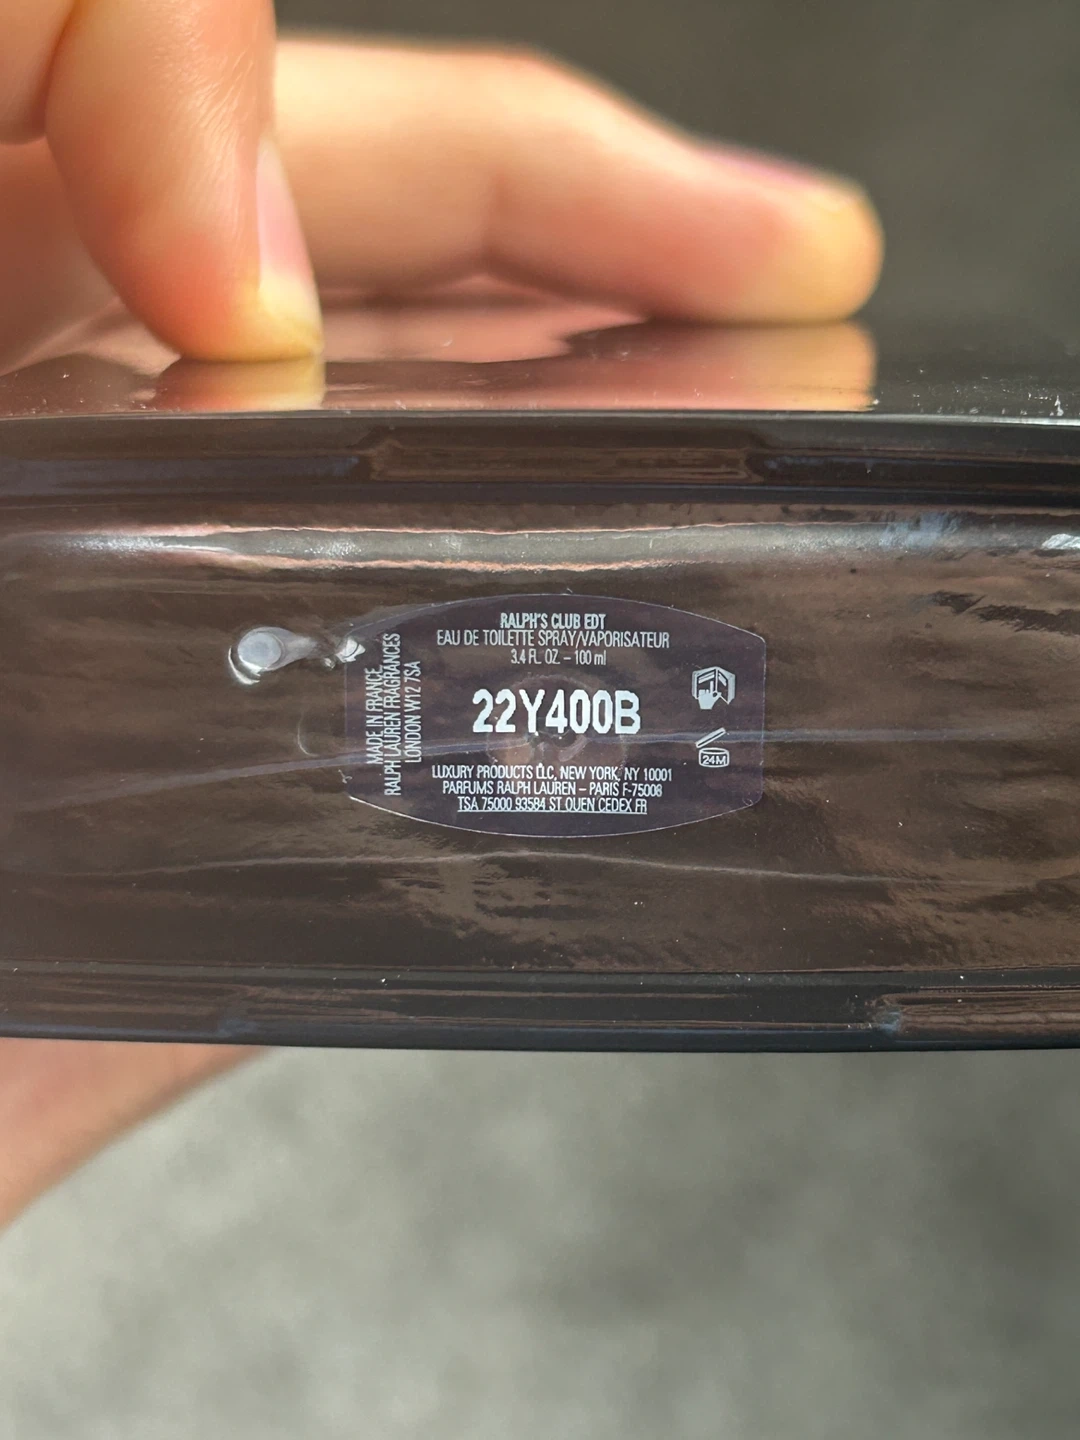 RALPH'S CLUB EDT
EAU DE TOILETTE SPRAY/VAPORISATEUR
3.4 FL. OZ. – 100 ml
MADE IN FRANCE
RALPH LAUREN FRAGRANCES
LONDON W12 7SA
22Y400B
24M
LUXURY PRODUCTS LLC, NEW YORK, NY 10001
PARFUMS RALPH LAUREN – PARIS F-75008
TSA 75000 93584 ST OUEN CEDEX FR